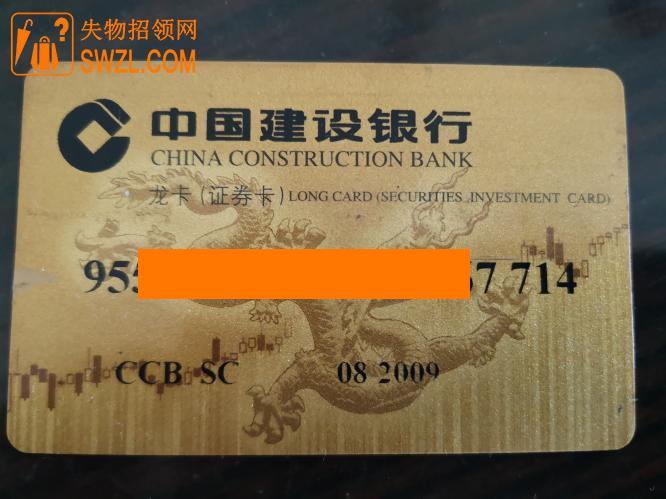 失物招领网
SWZL.COM
中国建设银行
CHINA CONSTRUCTION BANK
龙卡(证券卡) LONG CARD (SECURITIES INVESTMENT CARD)
955 57 714
CCB SC 08 2009